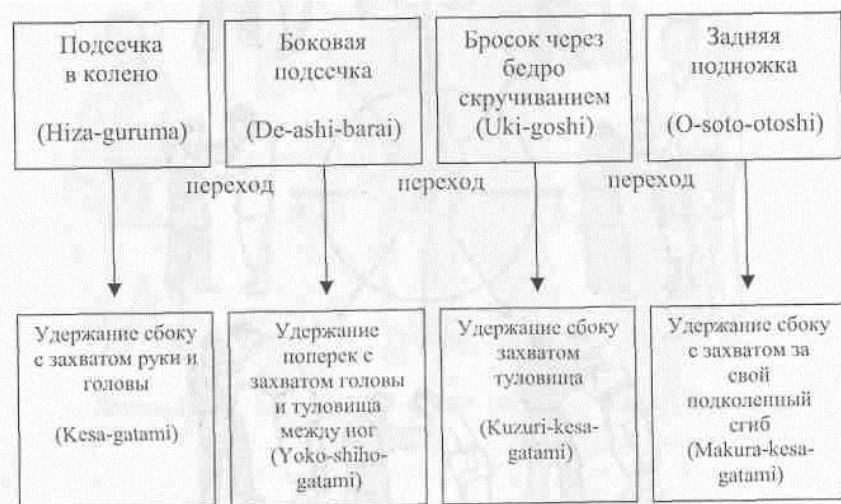 Подсечка
в колено
(Hiza-guruma)
Боковая
подсечка
(De-ashi-barai)
Бросок через
бедро
скручиванием
(Uki-goshi)
Задняя
подножка
(O-soto-otoshi)
переход
переход
переход
Удержание сбоку
с захватом руки и
головы
(Kesa-gatami)
Удержание
поперек с
захватом головы
и туловища
между ног
(Yoko-shiho-
gatami)
Удержание сбоку
захватом
туловища
(Kuzuri-kesa-
gatami)
Удержание сбоку
с захватом за
свой
подколенный
сгиб
(Makura-kesa-
gatami)